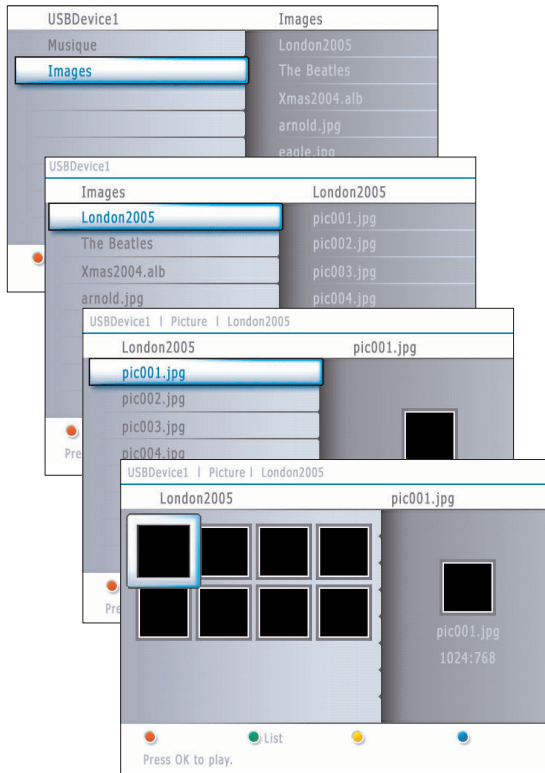 USBDevice1 Images
Musique London2005
Images The Beatles
Xmas2004.alb
arnold.jpg
eagle.jpg
USBDevice1
Images London2005
London2005 pic001.jpg
The Beatles pic002.jpg
Xmas2004.alb pic003.jpg
arnold.jpg pic004.jpg
USBDevice1 | Picture | London2005
London2005 pic001.jpg
pic001.jpg
pic002.jpg
pic003.jpg
pic004.jpg
Pre
USBDevice1 | Picture | London2005
London2005 pic001.jpg
Pre
pic001.jpg
1024:768
List
Press OK to play.